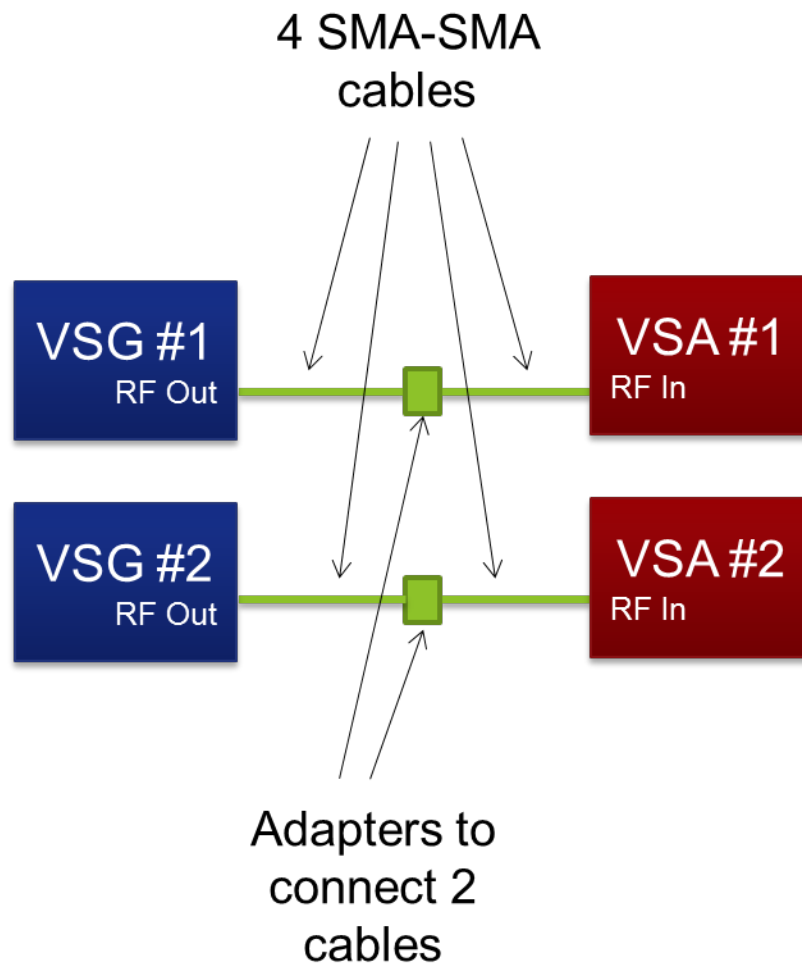 4 SMA-SMA
cables
VSG #1
RF Out
VSA #1
RF In
VSG #2
RF Out
VSA #2
RF In
Adapters to
connect 2
cables